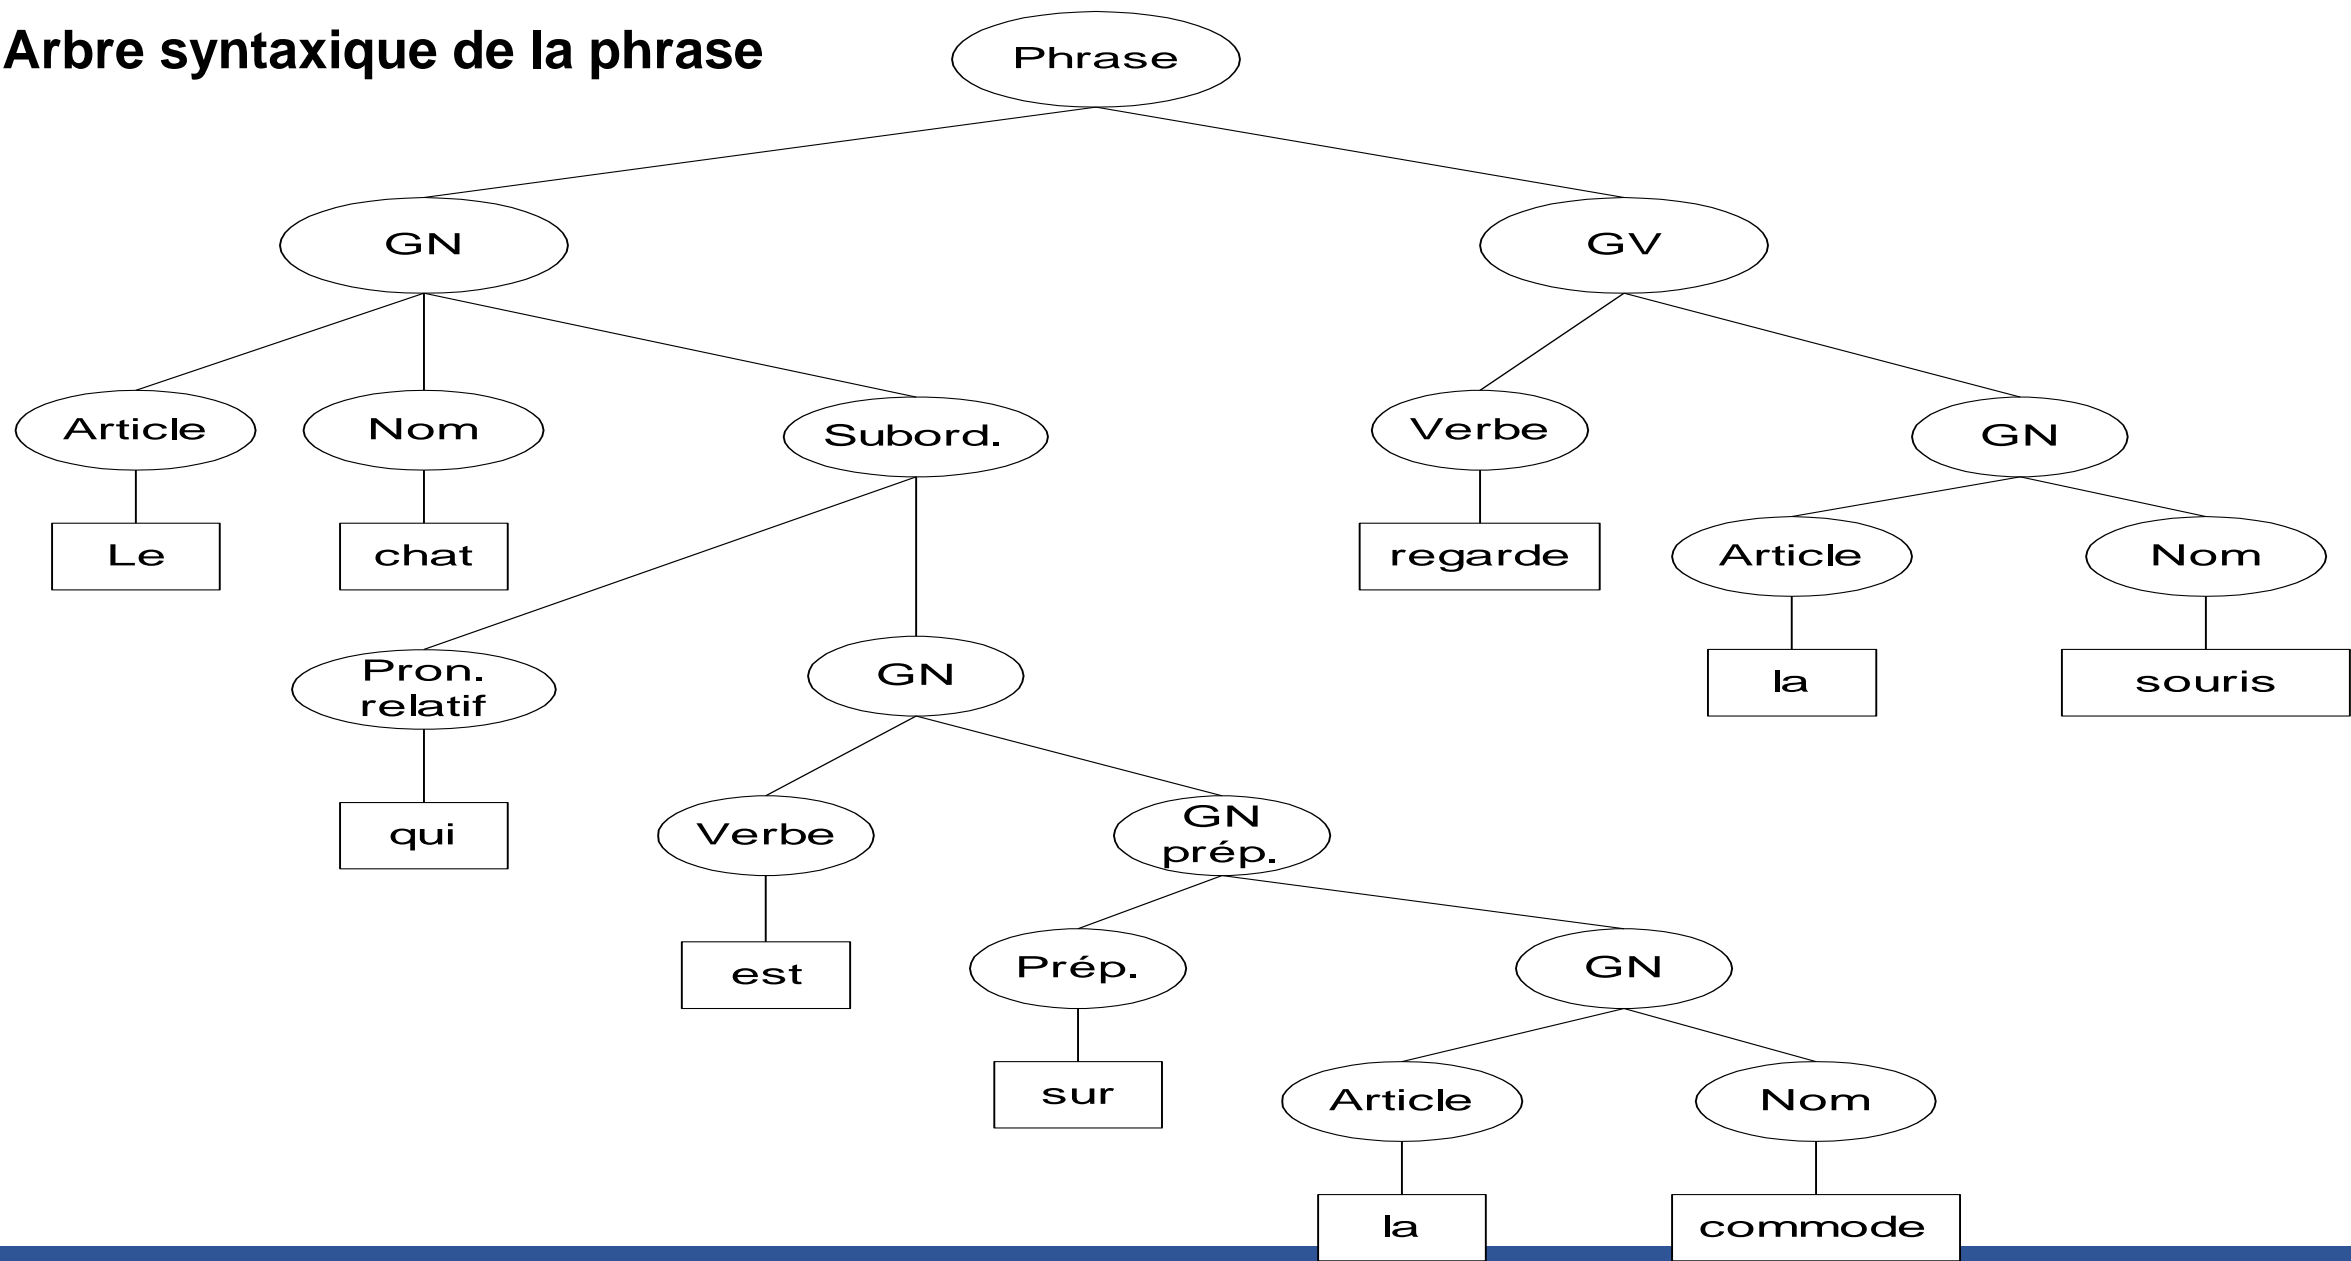 Arbre syntaxique de la phrase
Phrase
GN
GV
Article
Nom
Subord.
Verbe
GN
Le
chat
regarde
Article
Nom
Pron.
relatif
GN
la
souris
qui
Verbe
GN
prép.
est
Prép.
GN
sur
Article
Nom
la
commode